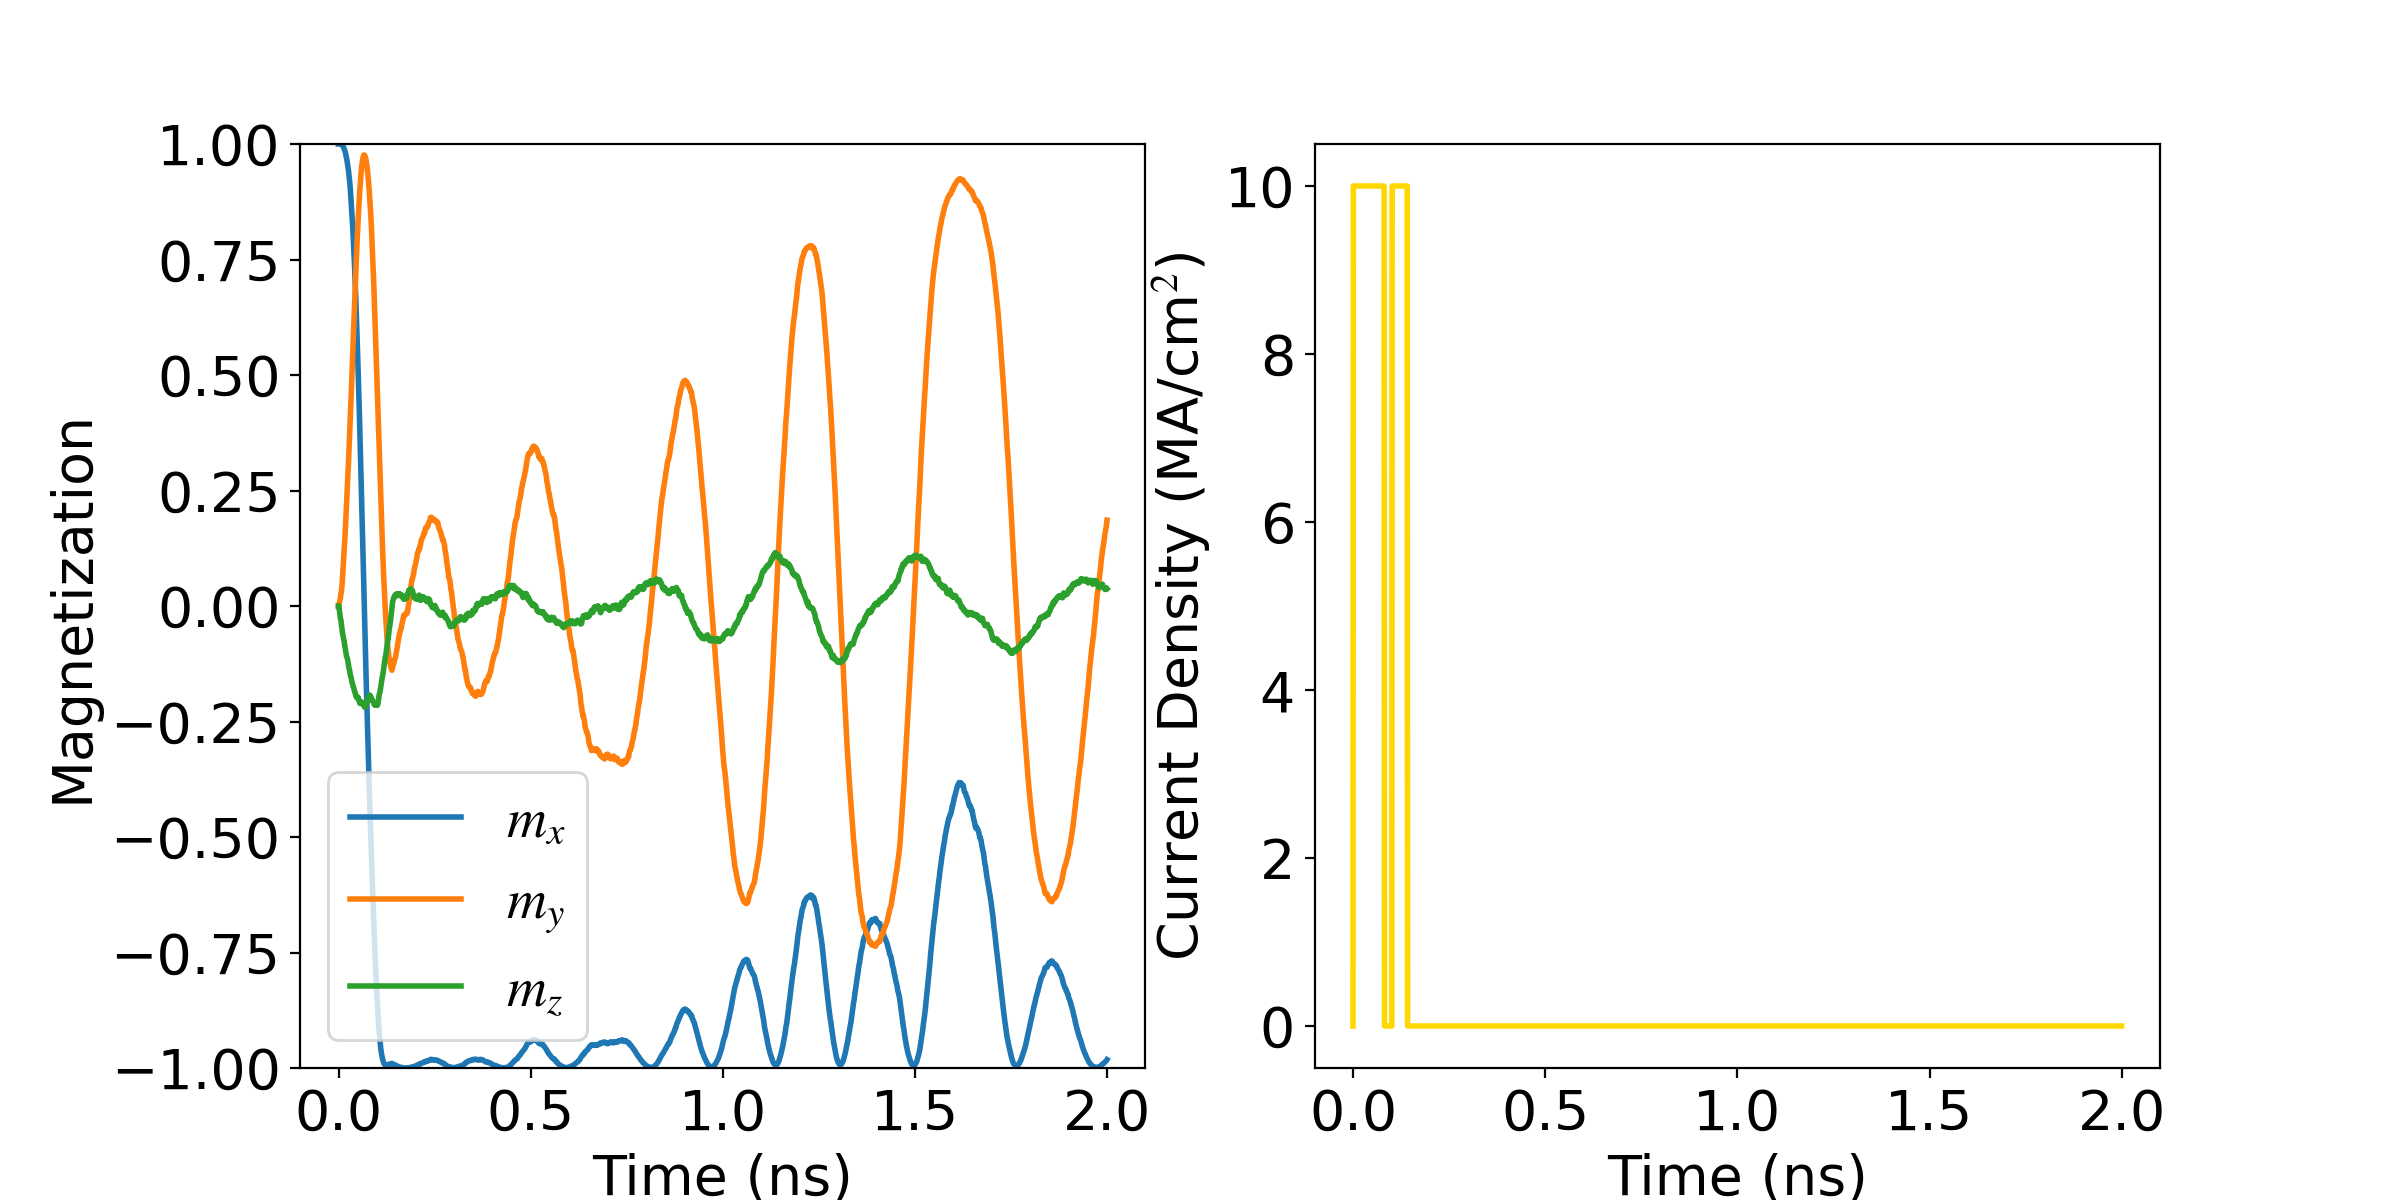 Magnetization
1.00
0.75
0.50
0.25
0.00
−0.25
−0.50
−0.75
−1.00
m_x
m_y
m_z
0.0 0.5 1.0 1.5 2.0
Time (ns)
Current Density (MA/cm²)
10
8
6
4
2
0
0.0 0.5 1.0 1.5 2.0
Time (ns)